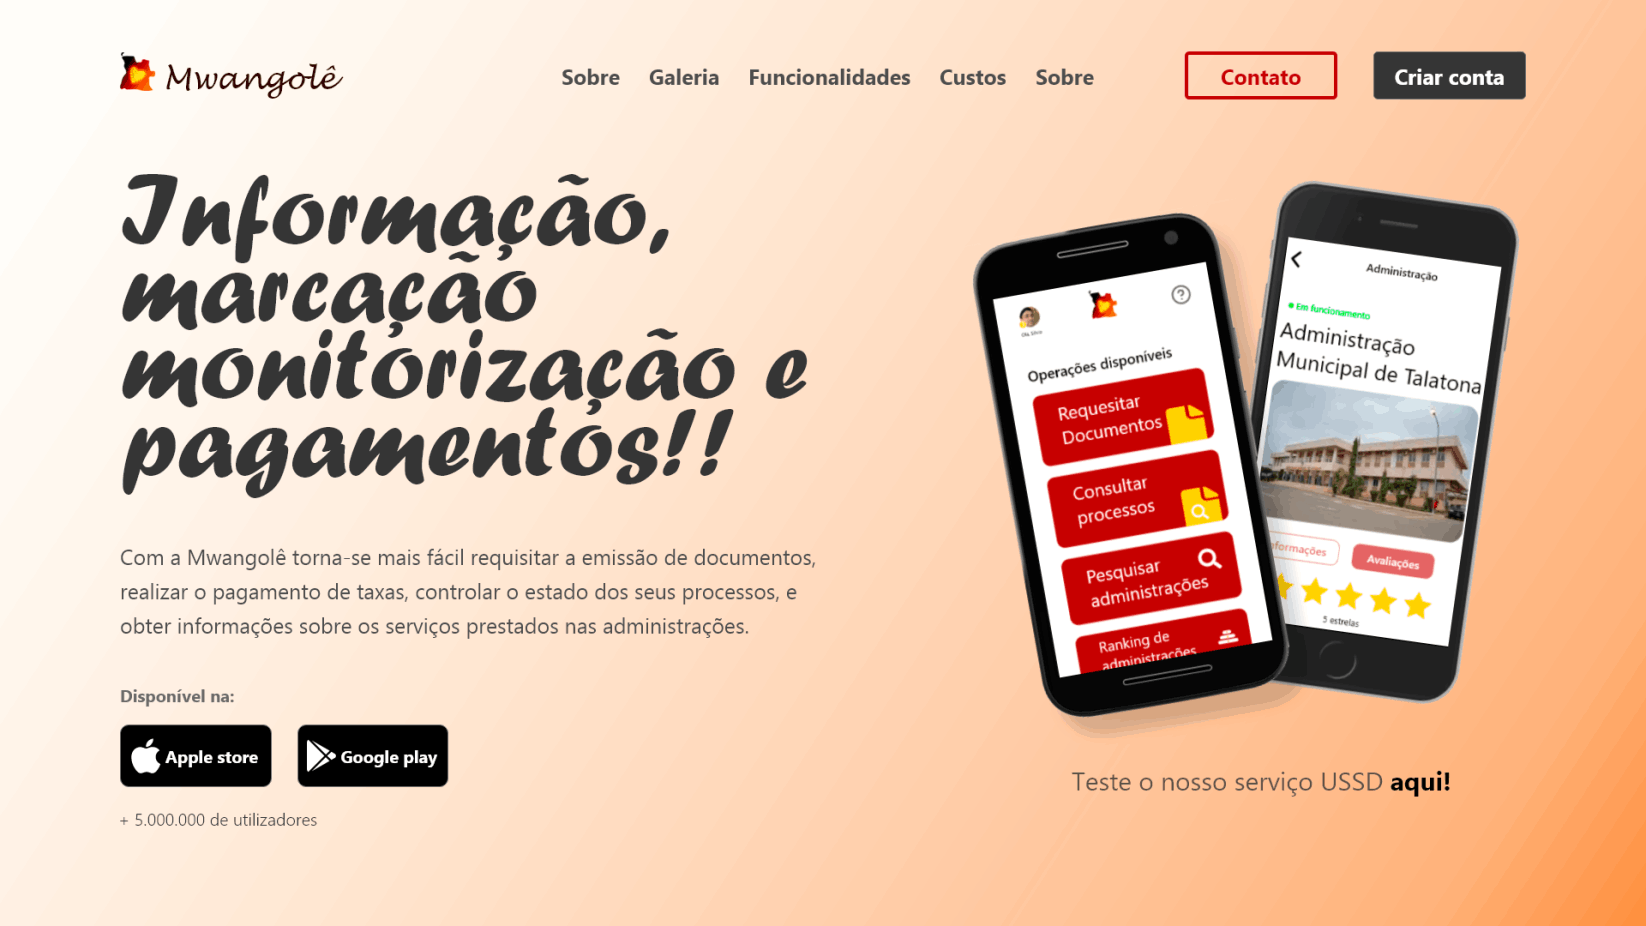 Mwangolê
Sobre
Galeria
Funcionalidades
Custos
Sobre
Contato
Criar conta
Informação,
marcação
monitorização e
pagamentos!!
Com a Mwangolê torna-se mais fácil requisitar a emissão de documentos,
realizar o pagamento de taxas, controlar o estado dos seus processos, e
obter informações sobre os serviços prestados nas administrações.
Disponível na:
Apple store
Google play
+ 5.000.000 de utilizadores
Operações disponíveis
Requesitar
Documentos
Consultar
processos
Pesquisar
administrações
Ranking de
administrações
Administração
Em funcionamento
Administração
Municipal de Talatona
Avaliações
5 estrelas
Teste o nosso serviço USSD aqui!